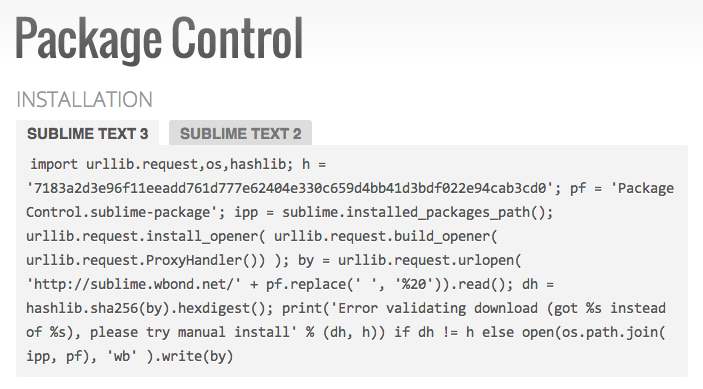 Package Control
INSTALLATION
SUBLIME TEXT 3 SUBLIME TEXT 2
import urllib.request,os,hashlib; h =
'7183a2d3e96f11eeadd761d777e62404e330c659d4bb41d3bdf022e94cab3cd0'; pf = 'Package
Control.sublime-package'; ipp = sublime.installed_packages_path();
urllib.request.install_opener( urllib.request.build_opener(
urllib.request.ProxyHandler()) ); by = urllib.request.urlopen(
'http://sublime.wbond.net/' + pf.replace(' ', '%20')).read(); dh =
hashlib.sha256(by).hexdigest(); print('Error validating download (got %s instead
of %s), please try manual install' % (dh, h)) if dh != h else open(os.path.join(
ipp, pf), 'wb' ).write(by)